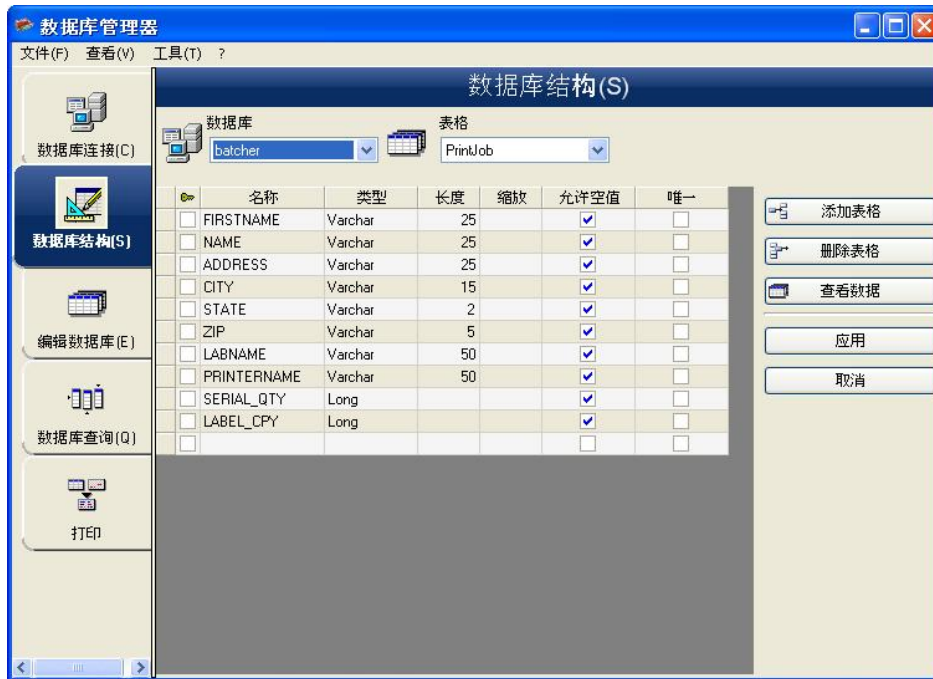 数据库管理器
文件(F) 查看(V) 工具(T) ?
数据库连接(C)
数据库结构(S)
编辑数据库(E)
数据库查询(Q)
打印
数据库结构(S)
数据库 表格
batcher PrintJob
名称 类型 长度 缩放 允许空值 唯一
FIRSTNAME Varchar 25
NAME Varchar 25
ADDRESS Varchar 25
CITY Varchar 15
STATE Varchar 2
ZIP Varchar 5
LABNAME Varchar 50
PRINTERNAME Varchar 50
SERIAL_QTY Long
LABEL_CPY Long
添加表格
删除表格
查看数据
应用
取消